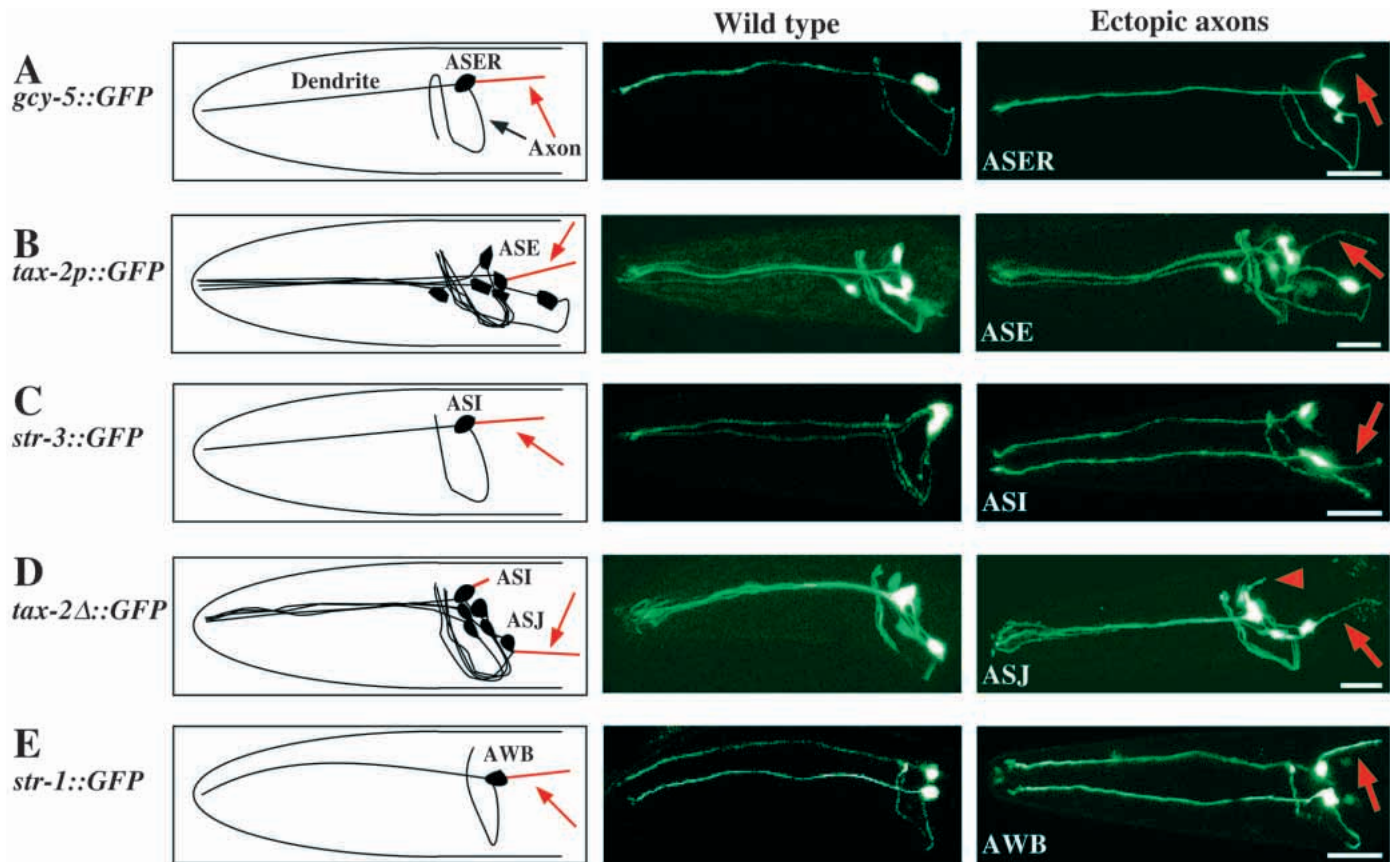 Wild type Ectopic axons
A
gcy-5::GFP
Dendrite
ASER
Axon
ASER
B
tax-2p::GFP
ASE
ASE
C
str-3::GFP
ASI
ASI
D
tax-2Δ::GFP
ASI
ASJ
ASJ
E
str-1::GFP
AWB
AWB